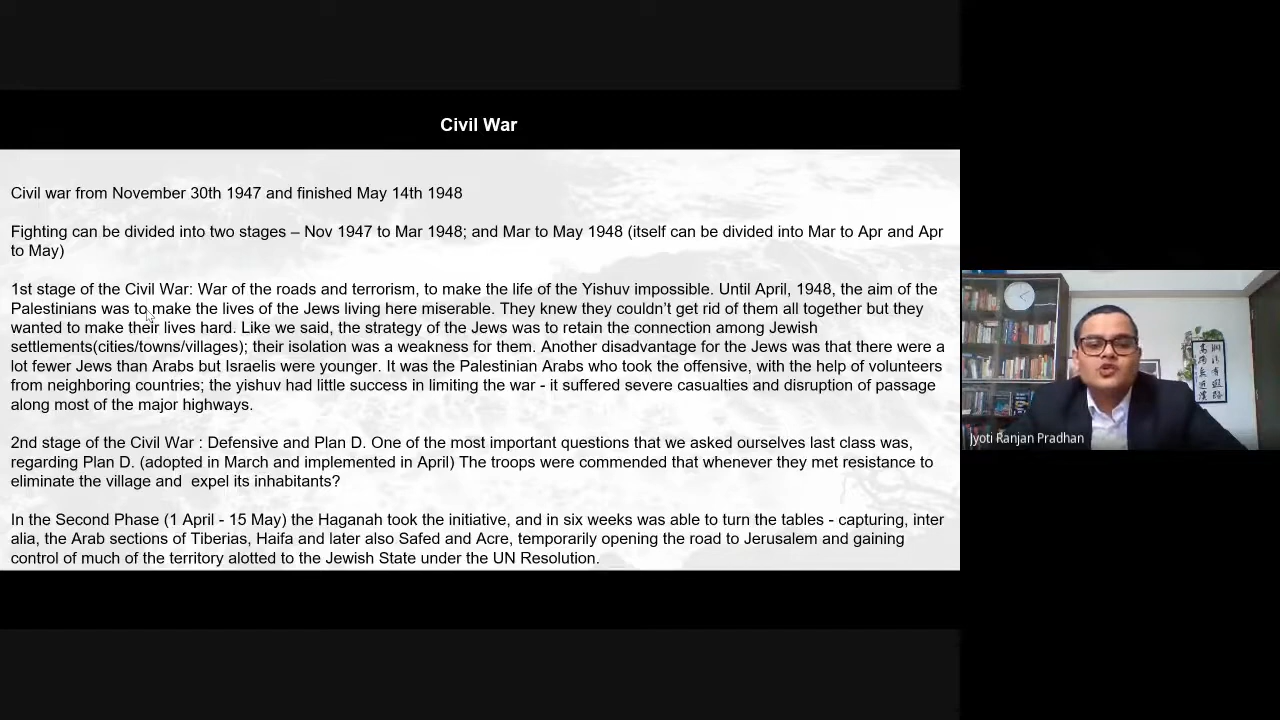 Civil War
Civil war from November 30th 1947 and finished May 14th 1948
Fighting can be divided into two stages – Nov 1947 to Mar 1948; and Mar to May 1948 (itself can be divided into Mar to Apr and Apr
to May)
1st stage of the Civil War: War of the roads and terrorism, to make the life of the Yishuv impossible. Until April, 1948, the aim of the
Palestinians was to make the lives of the Jews living here miserable. They knew they couldn’t get rid of them all together but they
wanted to make their lives hard. Like we said, the strategy of the Jews was to retain the connection among Jewish
settlements(cities/towns/villages); their isolation was a weakness for them. Another disadvantage for the Jews was that there were a
lot fewer Jews than Arabs but Israelis were younger. It was the Palestinian Arabs who took the offensive, with the help of volunteers
from neighboring countries; the yishuv had little success in limiting the war - it suffered severe casualties and disruption of passage
along most of the major highways.
2nd stage of the Civil War : Defensive and Plan D. One of the most important questions that we asked ourselves last class was,
regarding Plan D. (adopted in March and implemented in April) The troops were commended that whenever they met resistance to
eliminate the village and  expel its inhabitants?
In the Second Phase (1 April - 15 May) the Haganah took the initiative, and in six weeks was able to turn the tables - capturing, inter
alia, the Arab sections of Tiberias, Haifa and later also Safed and Acre, temporarily opening the road to Jerusalem and gaining
control of much of the territory alotted to the Jewish State under the UN Resolution.
Jyoti Ranjan Pradhan